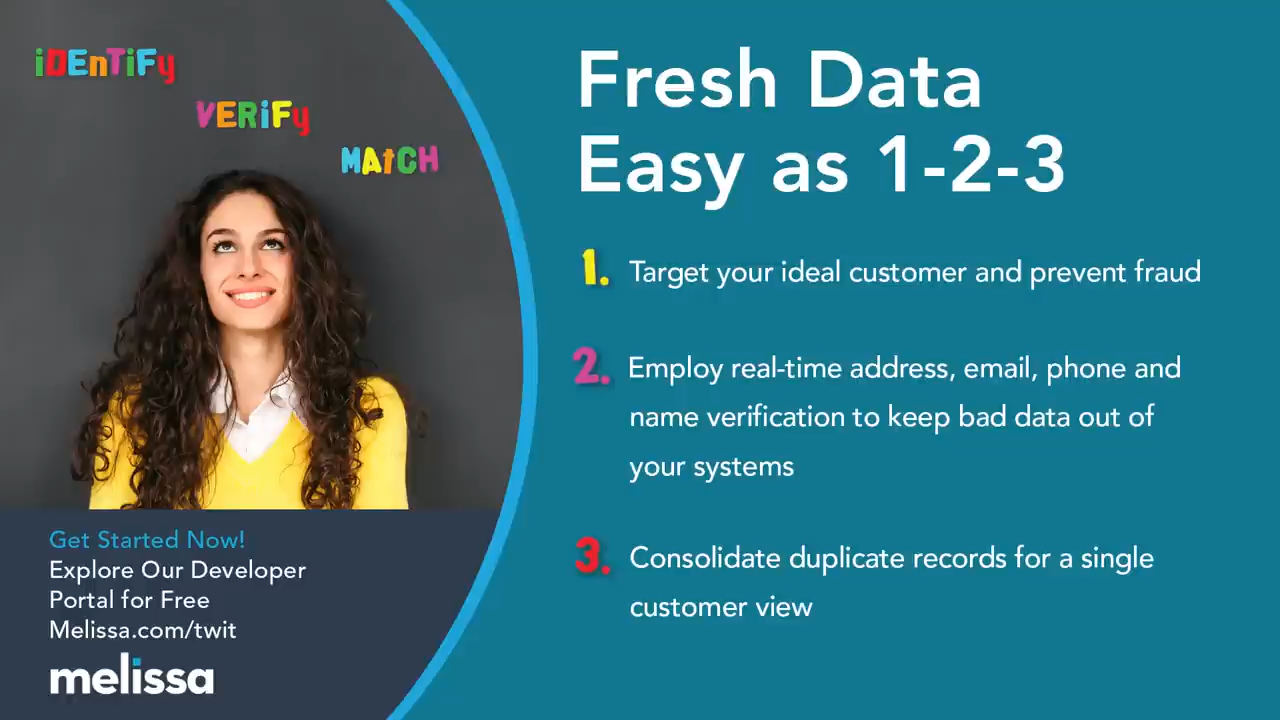 iDEnTiFy
VERiFy
MAtCH
Fresh Data
Easy as 1-2-3
1. Target your ideal customer and prevent fraud
2. Employ real-time address, email, phone and
name verification to keep bad data out of
your systems
3. Consolidate duplicate records for a single
customer view
Get Started Now!
Explore Our Developer
Portal for Free
Melissa.com/twit
melissa